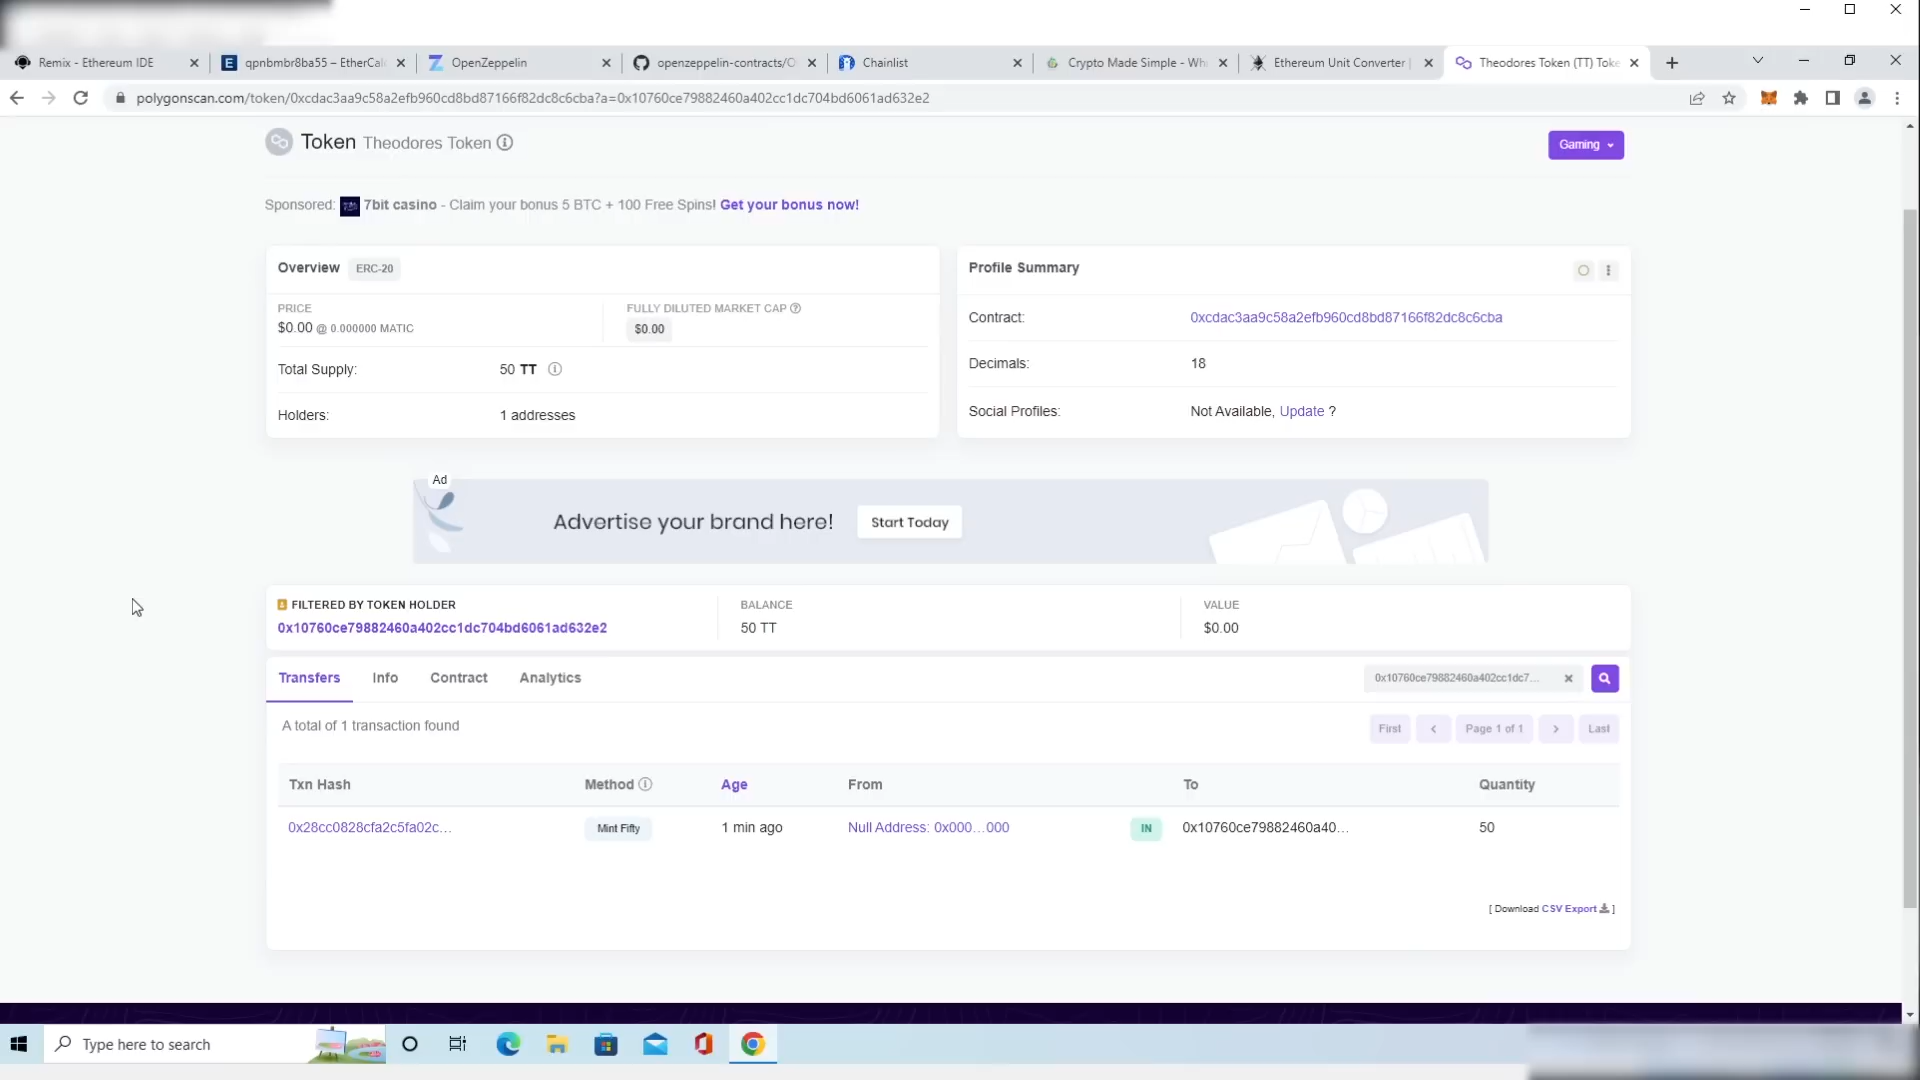 Remix - Ethereum IDE
qpnbmbr8ba55 – EtherCal
OpenZeppelin
openzeppelin-contracts/O
Chainlist
Crypto Made Simple - Whi
Ethereum Unit Converter |
Theodores Token (TT) Toke
polygonscan.com/token/0xcdac3aa9c58a2efb960cd8bd87166f82dc8c6cba?a=0x10760ce79882460a402cc1dc704bd6061ad632e2
Token Theodores Token
Gaming
Sponsored: 7bit casino - Claim your bonus 5 BTC + 100 Free Spins! Get your bonus now!
Overview ERC-20
PRICE
$0.00 @ 0.000000 MATIC
FULLY DILUTED MARKET CAP
$0.00
Total Supply: 50 TT
Holders: 1 addresses
Profile Summary
Contract: 0xcdac3aa9c58a2efb960cd8bd87166f82dc8c6cba
Decimals: 18
Social Profiles: Not Available, Update ?
Ad
Advertise your brand here! Start Today
FILTERED BY TOKEN HOLDER
0x10760ce79882460a402cc1dc704bd6061ad632e2
BALANCE
50 TT
VALUE
$0.00
Transfers Info Contract Analytics
0x10760ce79882460a402cc1dc7...
A total of 1 transaction found
First Page 1 of 1 Last
Txn Hash Method Age From To Quantity
0x28cc0828cfa2c5fa02c... Mint Fifty 1 min ago Null Address: 0x000...000 IN 0x10760ce79882460a40... 50
[ Download CSV Export ]
Type here to search